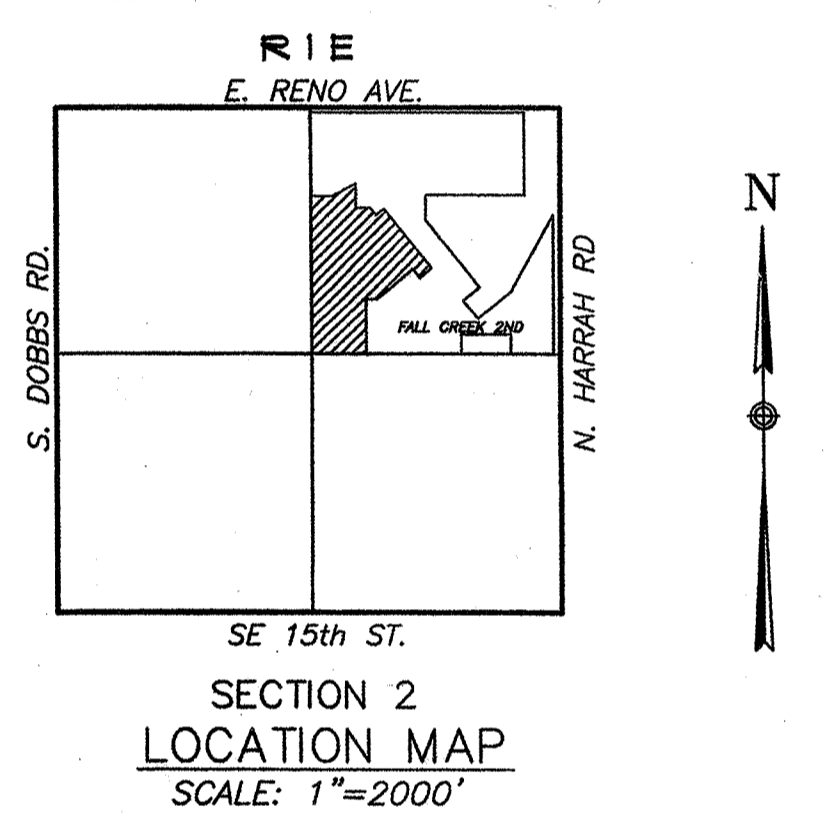 R 1 E
E. RENO AVE.
N
S. DOBBS RD.
N. HARRAH RD
FALL CREEK 2ND
SE 15th ST.
SECTION 2
LOCATION MAP
SCALE: 1"=2000'